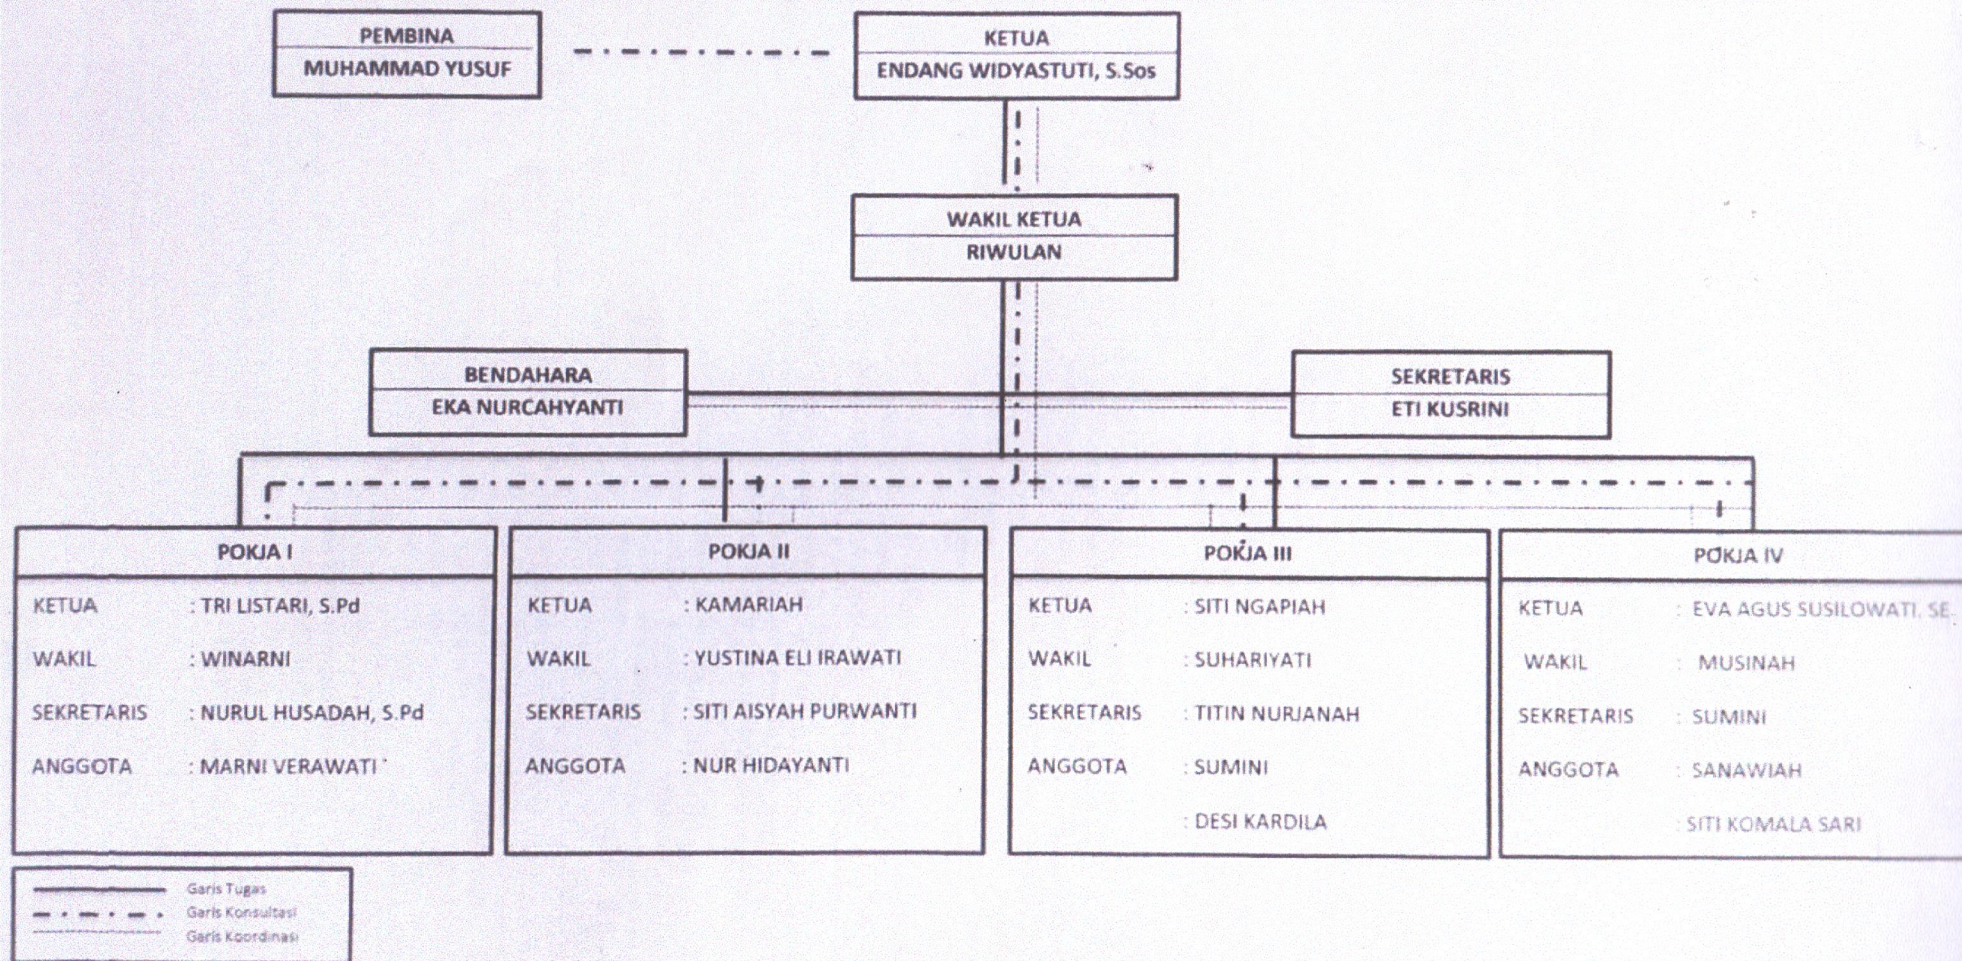 PEMBINA
MUHAMMAD YUSUF
KETUA
ENDANG WIDYASTUTI, S.Sos
WAKIL KETUA
RIWULAN
BENDAHARA
EKA NURCAHYANTI
SEKRETARIS
ETI KUSRINI
POKJA I
KETUA : TRI LISTARI, S.Pd
WAKIL : WINARNI
SEKRETARIS : NURUL HUSADAH, S.Pd
ANGGOTA : MARNI VERAWATI
POKJA II
KETUA : KAMARIAH
WAKIL : YUSTINA ELI IRAWATI
SEKRETARIS : SITI AISYAH PURWANTI
ANGGOTA : NUR HIDAYANTI
POKJA III
KETUA : SITI NGAPIAH
WAKIL : SUHARIYATI
SEKRETARIS : TITIN NURJANAH
ANGGOTA : SUMINI
: DESI KARDILA
POKJA IV
KETUA : EVA AGUS SUSILOWATI, SE
WAKIL : MUSINAH
SEKRETARIS : SUMINI
ANGGOTA : SANAWIAH
: SITI KOMALA SARI
Garis Tugas
Garis Konsultasi
Garis Koordinasi